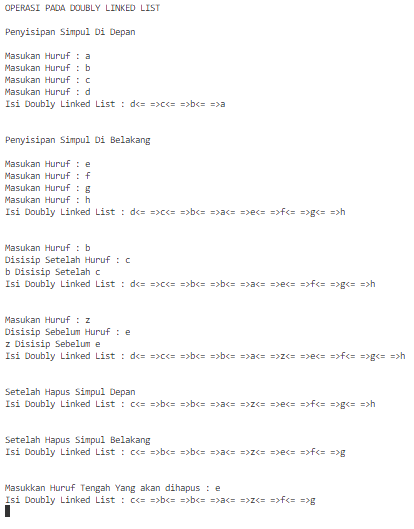 OPERASI PADA DOUBLY LINKED LIST
Penyisipan Simpul Di Depan
Masukan Huruf : a
Masukan Huruf : b
Masukan Huruf : c
Masukan Huruf : d
Isi Doubly Linked List : d<= =>c<= =>b<= =>a
Penyisipan Simpul Di Belakang
Masukan Huruf : e
Masukan Huruf : f
Masukan Huruf : g
Masukan Huruf : h
Isi Doubly Linked List : d<= =>c<= =>b<= =>a<= =>e<= =>f<= =>g<= =>h
Masukan Huruf : b
Disisip Setelah Huruf : c
b Disisip Setelah c
Isi Doubly Linked List : d<= =>c<= =>b<= =>b<= =>a<= =>e<= =>f<= =>g<= =>h
Masukan Huruf : z
Disisip Sebelum Huruf : e
z Disisip Sebelum e
Isi Doubly Linked List : d<= =>c<= =>b<= =>b<= =>a<= =>z<= =>e<= =>f<= =>g<= =>h
Setelah Hapus Simpul Depan
Isi Doubly Linked List : c<= =>b<= =>b<= =>a<= =>z<= =>e<= =>f<= =>g<= =>h
Setelah Hapus Simpul Belakang
Isi Doubly Linked List : c<= =>b<= =>b<= =>a<= =>z<= =>e<= =>f<= =>g
Masukkan Huruf Tengah Yang akan dihapus : e
Isi Doubly Linked List : c<= =>b<= =>b<= =>a<= =>z<= =>f<= =>g